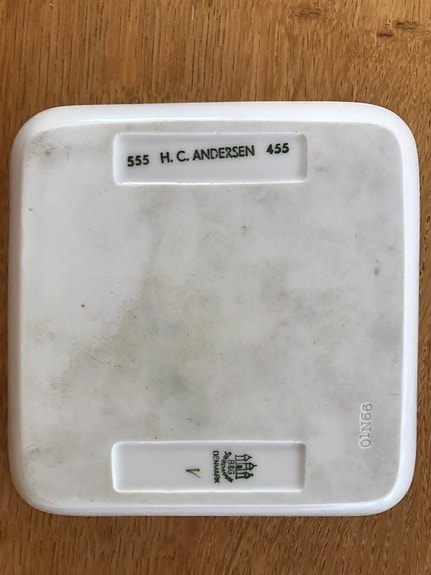 555 H. C. ANDERSEN 455
B&G
DENMARK
V